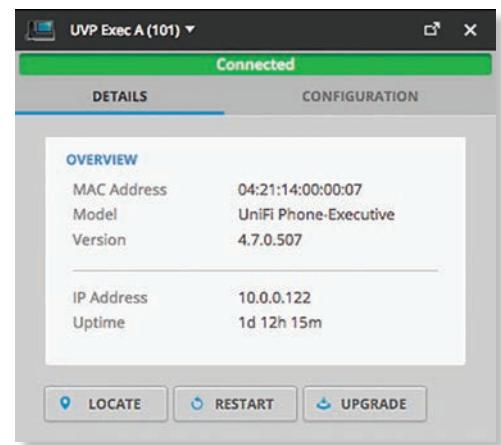 UVP Exec A (101)
Connected
DETAILS CONFIGURATION
OVERVIEW
MAC Address 04:21:14:00:00:07
Model UniFi Phone-Executive
Version 4.7.0.507
IP Address 10.0.0.122
Uptime 1d 12h 15m
LOCATE RESTART UPGRADE